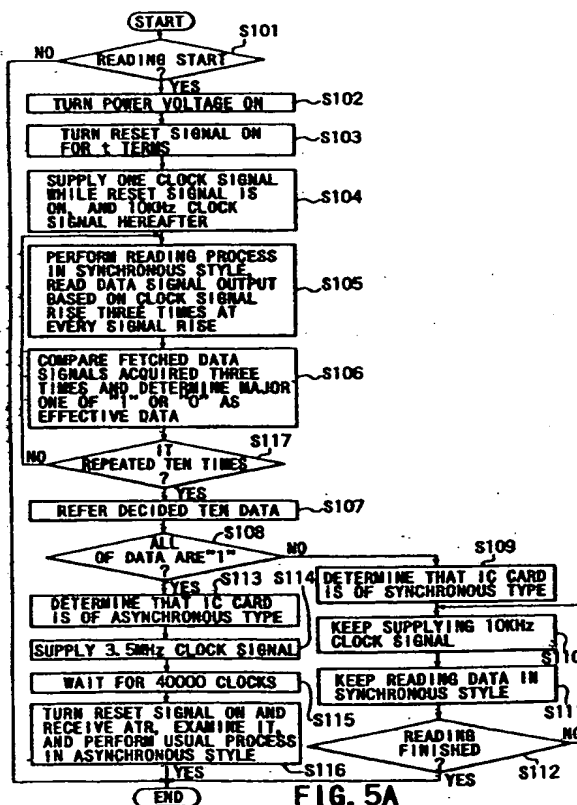 START
S101
NO
READING START
?
YES
TURN POWER VOLTAGE ON
S102
TURN RESET SIGNAL ON
FOR t TERMS
S103
SUPPLY ONE CLOCK SIGNAL
WHILE RESET SIGNAL IS
ON, AND 10KHz CLOCK
SIGNAL HEREAFTER
S104
PERFORM READING PROCESS
IN SYNCHRONOUS STYLE,
READ DATA SIGNAL OUTPUT
BASED ON CLOCK SIGNAL
RISE THREE TIMES AT
EVERY SIGNAL RISE
S105
COMPARE FETCHED DATA
SIGNALS ACQUIRED THREE
TIMES AND DETERMINE MAJOR
ONE OF "1" OR "0" AS
EFFECTIVE DATA
S106
S117
NO
IT
REPEATED TEN TIMES
?
YES
REFER DECIDED TEN DATA
S107
S108
ALL
OF DATA ARE "1"
?
NO
YES
S113
S114
S109
DETERMINE THAT IC CARD
IS OF ASYNCHRONOUS TYPE
DETERMINE THAT IC CARD
IS OF SYNCHRONOUS TYPE
SUPPLY 3.5MHz CLOCK SIGNAL
KEEP SUPPLYING 10KHz
CLOCK SIGNAL
S110
WAIT FOR 40000 CLOCKS
S115
KEEP READING DATA IN
SYNCHRONOUS STYLE
S111
TURN RESET SIGNAL ON AND
RECEIVE ATR, EXAMINE IT,
AND PERFORM USUAL PROCESS
IN ASYNCHRONOUS STYLE
S116
READING
FINISHED
?
NO
S112
YES
YES
END
FIG. 5A